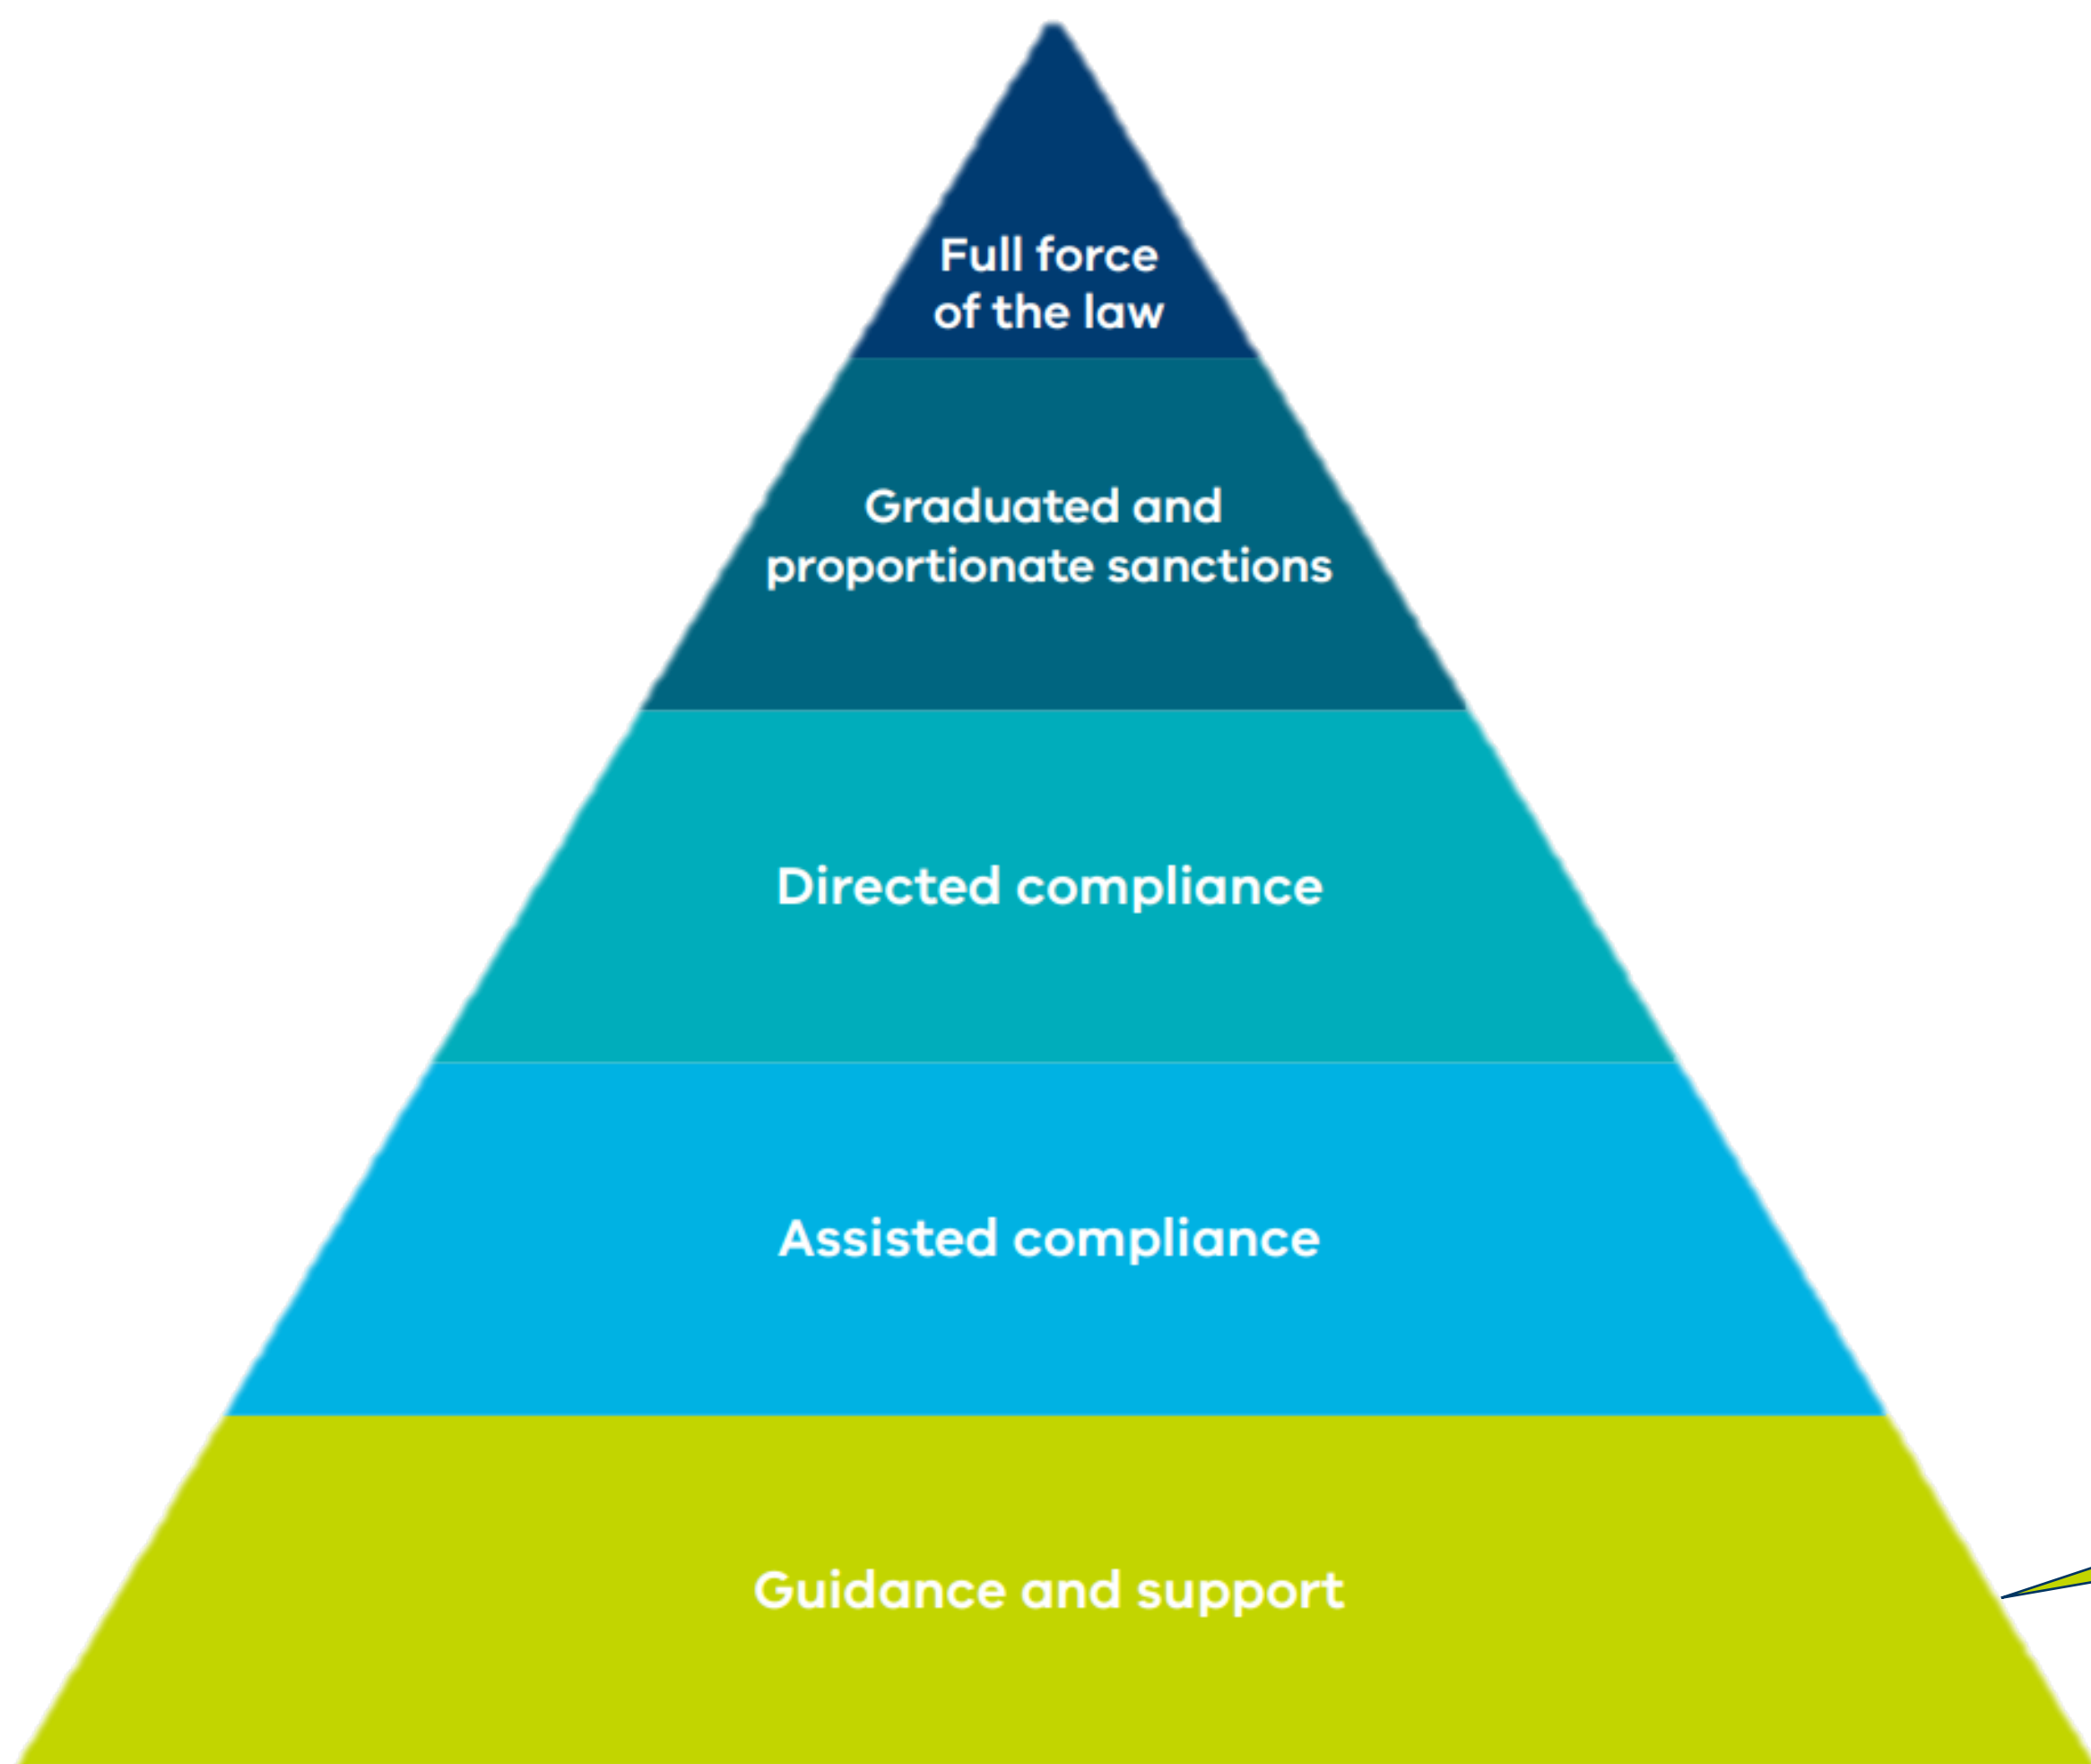 Full force
of the law
Graduated and
proportionate sanctions
Directed compliance
Assisted compliance
Guidance and support